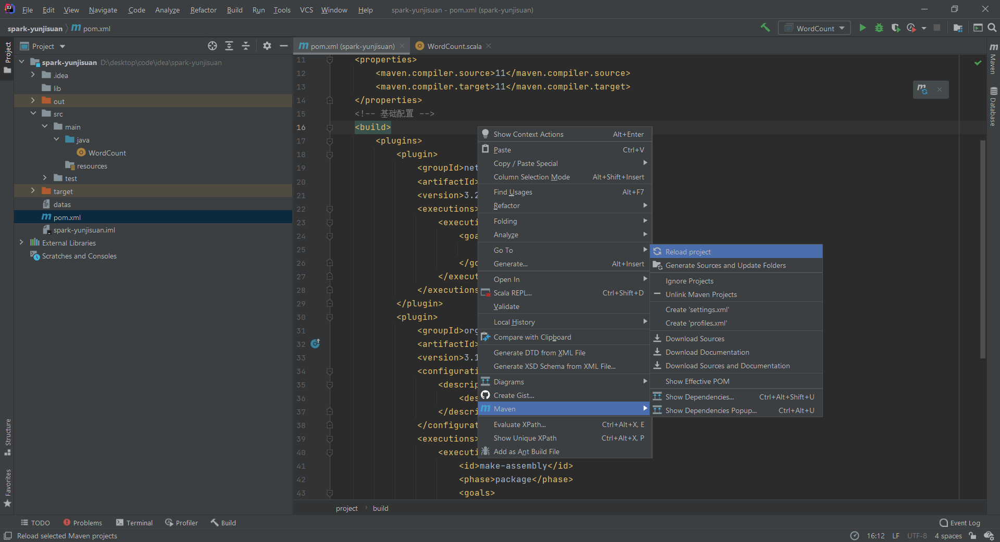 File Edit View Navigate Code Analyze Refactor Build Run Tools VCS Window Help spark-yunjisuan - pom.xml (spark-yunjisuan)
spark-yunjisuan pom.xml WordCount
Project
Project
pom.xml (spark-yunjisuan) WordCount.scala
Maven
Database
spark-yunjisuan D:\desktop\code\idea\spark-yunjisuan
.idea
lib
out
src
main
java
WordCount
resources
test
target
datas
pom.xml
spark-yunjisuan.iml
External Libraries
Scratches and Consoles
11 <properties>
12 <maven.compiler.source>11</maven.compiler.source>
13 <maven.compiler.target>11</maven.compiler.target>
14 </properties>
15 <!-- 基础配置 -->
16 <build>
17 <plugins>
18 <plugin>
19 <groupId>net
20 <artifactId>
21 <version>3.2
22 <executions>
23 <executi
24 <goa
25
26 </go
27 </execut
28 </executions
29 </plugin>
30 <plugin>
31 <groupId>org
32 <artifactId>
33 <version>3.1
34 <configurati
35 <descrip
36 <des
37 </descri
38 </configurat
39 <executions>
40 <executi
41 <id>make-assembly</id>
42 <phase>package</phase>
43 <goals>
Show Context Actions Alt+Enter
Paste Ctrl+V
Copy / Paste Special
Column Selection Mode Alt+Shift+Insert
Find Usages Alt+F7
Refactor
Folding
Analyze
Go To
Generate... Alt+Insert
Open In
Scala REPL... Ctrl+Shift+D
Validate
Local History
Compare with Clipboard
Generate DTD from XML File
Generate XSD Schema from XML File...
Diagrams
Create Gist...
Maven
Evaluate XPath... Ctrl+Alt+X, E
Show Unique XPath Ctrl+Alt+X, P
Add as Ant Build File
Reload project
Generate Sources and Update Folders
Ignore Projects
Unlink Maven Projects
Create 'settings.xml'
Create 'profiles.xml'
Download Sources
Download Documentation
Download Sources and Documentation
Show Effective POM
Show Dependencies... Ctrl+Alt+Shift+U
Show Dependencies Popup... Ctrl+Alt+U
Structure
Favorites
project build
TODO Problems Terminal Profiler Build Event Log
Reload selected Maven projects 16:12 LF UTF-8 4 spaces